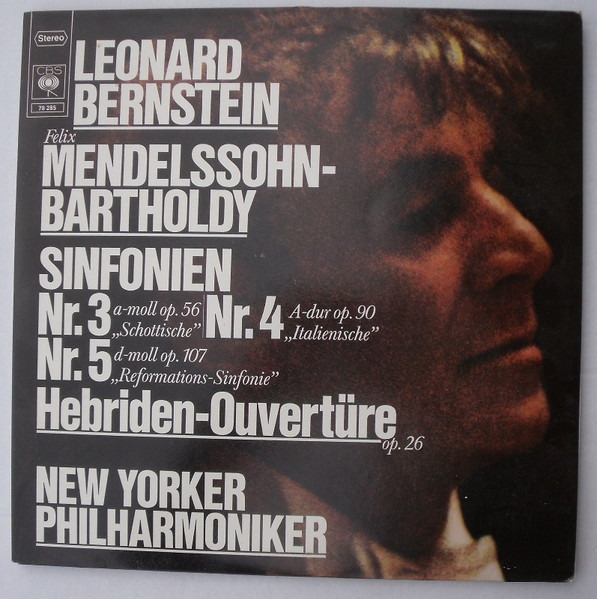 Stereo
CBS
78 285
LEONARD
BERNSTEIN
Felix
MENDELSSOHN-
BARTHOLDY
SINFONIEN
Nr. 3 a-moll op. 56 „Schottische” Nr. 4 A-dur op. 90 „Italienische”
Nr. 5 d-moll op. 107 „Reformations-Sinfonie”
Hebriden-Ouvertüre
op. 26
NEW YORKER
PHILHARMONIKER